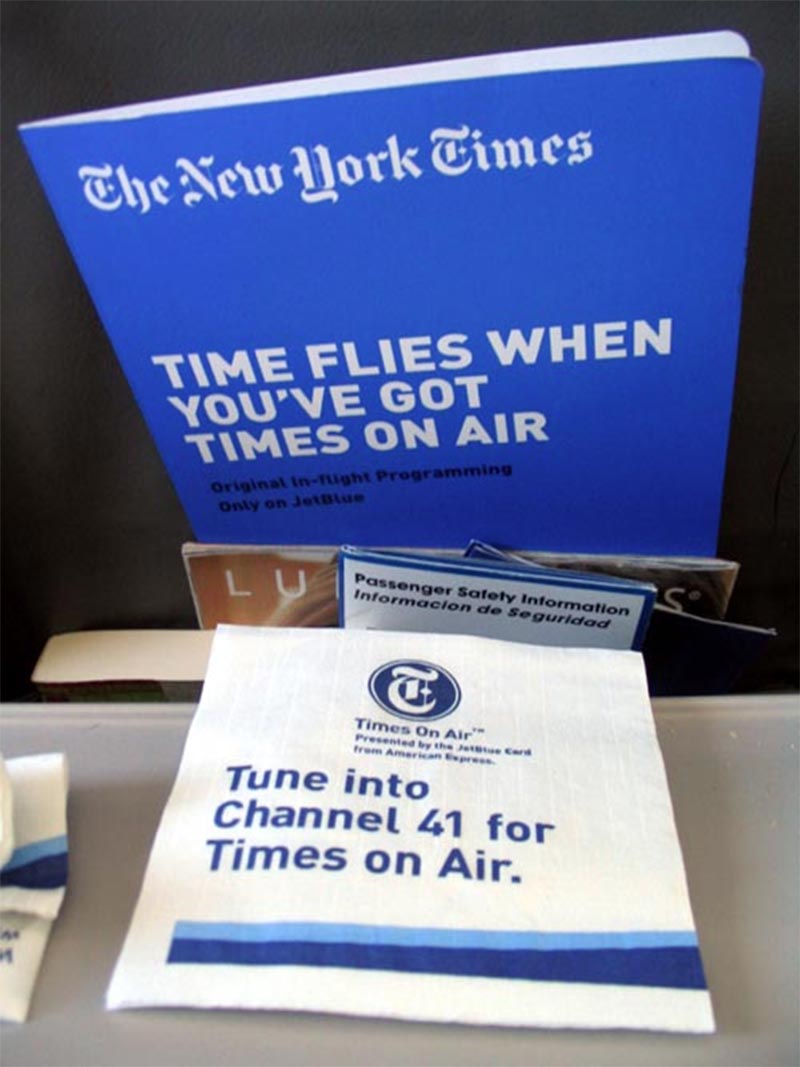 The New York Times
TIME FLIES WHEN
YOU'VE GOT
TIMES ON AIR
Original In-flight Programming
Only on JetBlue
LU
S®
Passenger Safety Information
Informacion de Seguridad
T
Times On Air™
Presented by the JetBlue Card
from American Express.
Tune into
Channel 41 for
Times on Air.